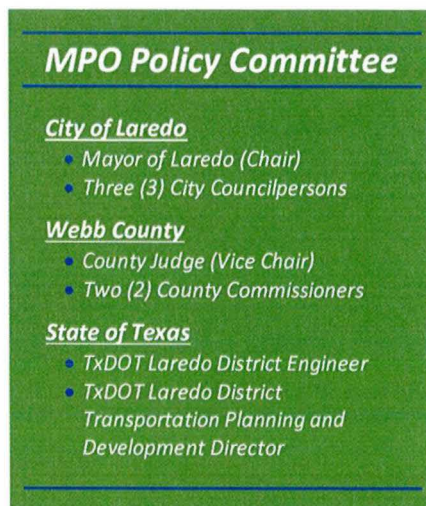 MPO Policy Committee
City of Laredo
• Mayor of Laredo (Chair)
• Three (3) City Councilpersons
Webb County
• County Judge (Vice Chair)
• Two (2) County Commissioners
State of Texas
• TxDOT Laredo District Engineer
• TxDOT Laredo District
Transportation Planning and
Development Director